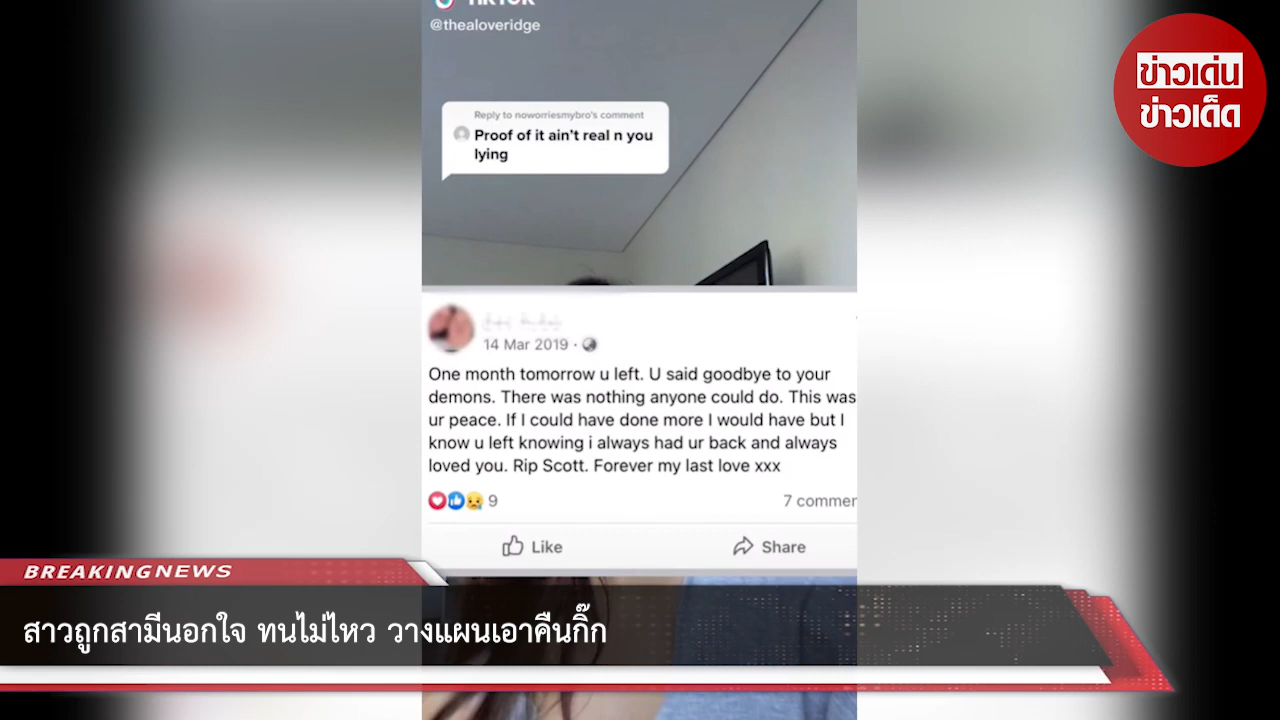 TikTok
@thealoveridge
ข่าวเด่น
ข่าวเด็ด
Reply to noworriesmybro's comment
Proof of it ain't real n you
lying
14 Mar 2019 ·
One month tomorrow u left. U said goodbye to your
demons. There was nothing anyone could do. This was
ur peace. If I could have done more I would have but I
know u left knowing i always had ur back and always
loved you. Rip Scott. Forever my last love xxx
9
7
Like
Share
BREAKING NEWS
สาวถูกสามีนอกใจ ทนไม่ไหว วางแผนเอาคืนกิ๊ก